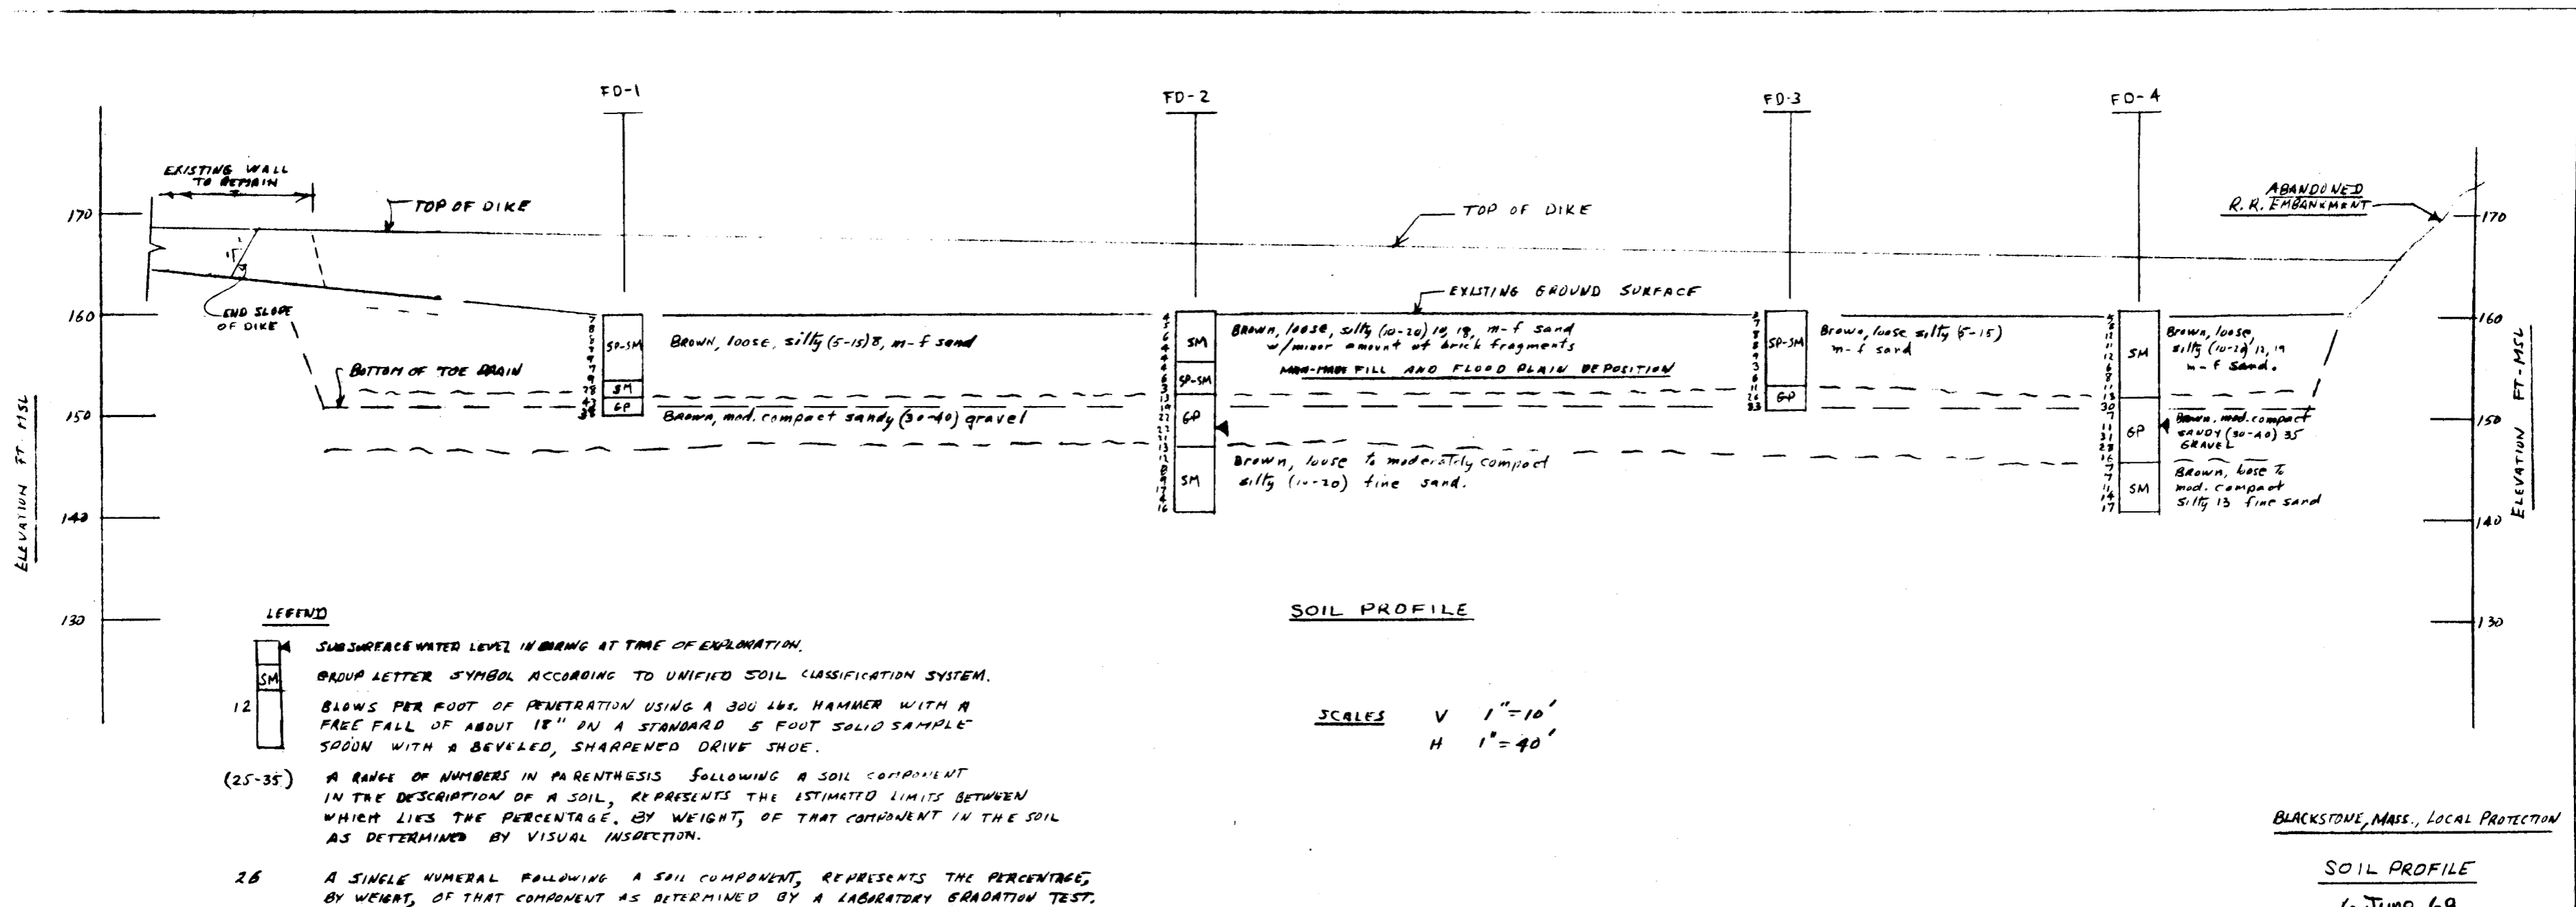 FD-1
FD-2
FD-3
FD-4
EXISTING WALL
TO REMAIN
TOP OF DIKE
TOP OF DIKE
ABANDONED
R.R. EMBANKMENT
170
160
150
140
130
ELEVATION FT MSL
170
160
150
140
130
ELEVATION FT-MSL
END SLOPE
OF DIKE
EXISTING GROUND SURFACE
BOTTOM OF TOE DRAIN
SP-SM
SM
GP
BROWN, LOOSE, silty (5-15) 8, m-f sand
BROWN, mod. compact sandy (30-40) gravel
SM
SP-SM
GP
SM
BROWN, loose, silty (10-20) 10, 18, m-f sand
w/minor amount of brick fragments
MAN-MADE FILL AND FLOOD PLAIN DEPOSITION
Brown, loose to moderately compact
silty (10-20) fine sand.
SP-SM
GP
Brown, loose silty (5-15)
m-f sand
SM
GP
SM
Brown, loose,
silty (10-20) 12, 19
m-f sand.
Brown, mod. compact
SANDY (30-40) 35
GRAVEL
BROWN, loose to
mod. compact
silty 13 fine sand
LEGEND
SUBSURFACE WATER LEVEL IN BORING AT TIME OF EXPLORATION.
SM
GROUP LETTER SYMBOL ACCORDING TO UNIFIED SOIL CLASSIFICATION SYSTEM.
12 BLOWS PER FOOT OF PENETRATION USING A 300 Lbs. HAMMER WITH A
FREE FALL OF ABOUT 18" ON A STANDARD 5 FOOT SOLID SAMPLE
SPOON WITH A BEVELED, SHARPENED DRIVE SHOE.
(25-35) A RANGE OF NUMBERS IN PARENTHESIS FOLLOWING A SOIL COMPONENT
IN THE DESCRIPTION OF A SOIL, REPRESENTS THE ESTIMATED LIMITS BETWEEN
WHICH LIES THE PERCENTAGE, BY WEIGHT, OF THAT COMPONENT IN THE SOIL
AS DETERMINED BY VISUAL INSPECTION.
26 A SINGLE NUMERAL FOLLOWING A SOIL COMPONENT, REPRESENTS THE PERCENTAGE,
BY WEIGHT, OF THAT COMPONENT AS DETERMINED BY A LABORATORY GRADATION TEST.
SOIL PROFILE
SCALES V 1"=10'
H 1"=40'
BLACKSTONE, MASS., LOCAL PROTECTION
SOIL PROFILE
6 June 69